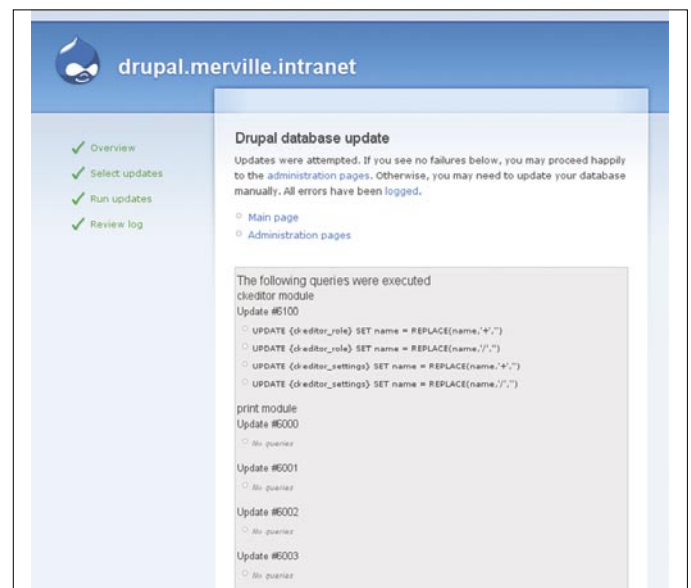 drupal.merville.intranet
Overview
Select updates
Run updates
Review log
Drupal database update
Updates were attempted. If you see no failures below, you may proceed happily
to the administration pages. Otherwise, you may need to update your database
manually. All errors have been logged.
Main page
Administration pages
The following queries were executed
ckeditor module
Update #6100
UPDATE {ckeditor_role} SET name = REPLACE(name,'+','')
UPDATE {ckeditor_role} SET name = REPLACE(name,'/','')
UPDATE {ckeditor_settings} SET name = REPLACE(name,'+','')
UPDATE {ckeditor_settings} SET name = REPLACE(name,'/','')
print module
Update #6000
No queries
Update #6001
No queries
Update #6002
No queries
Update #6003
No queries